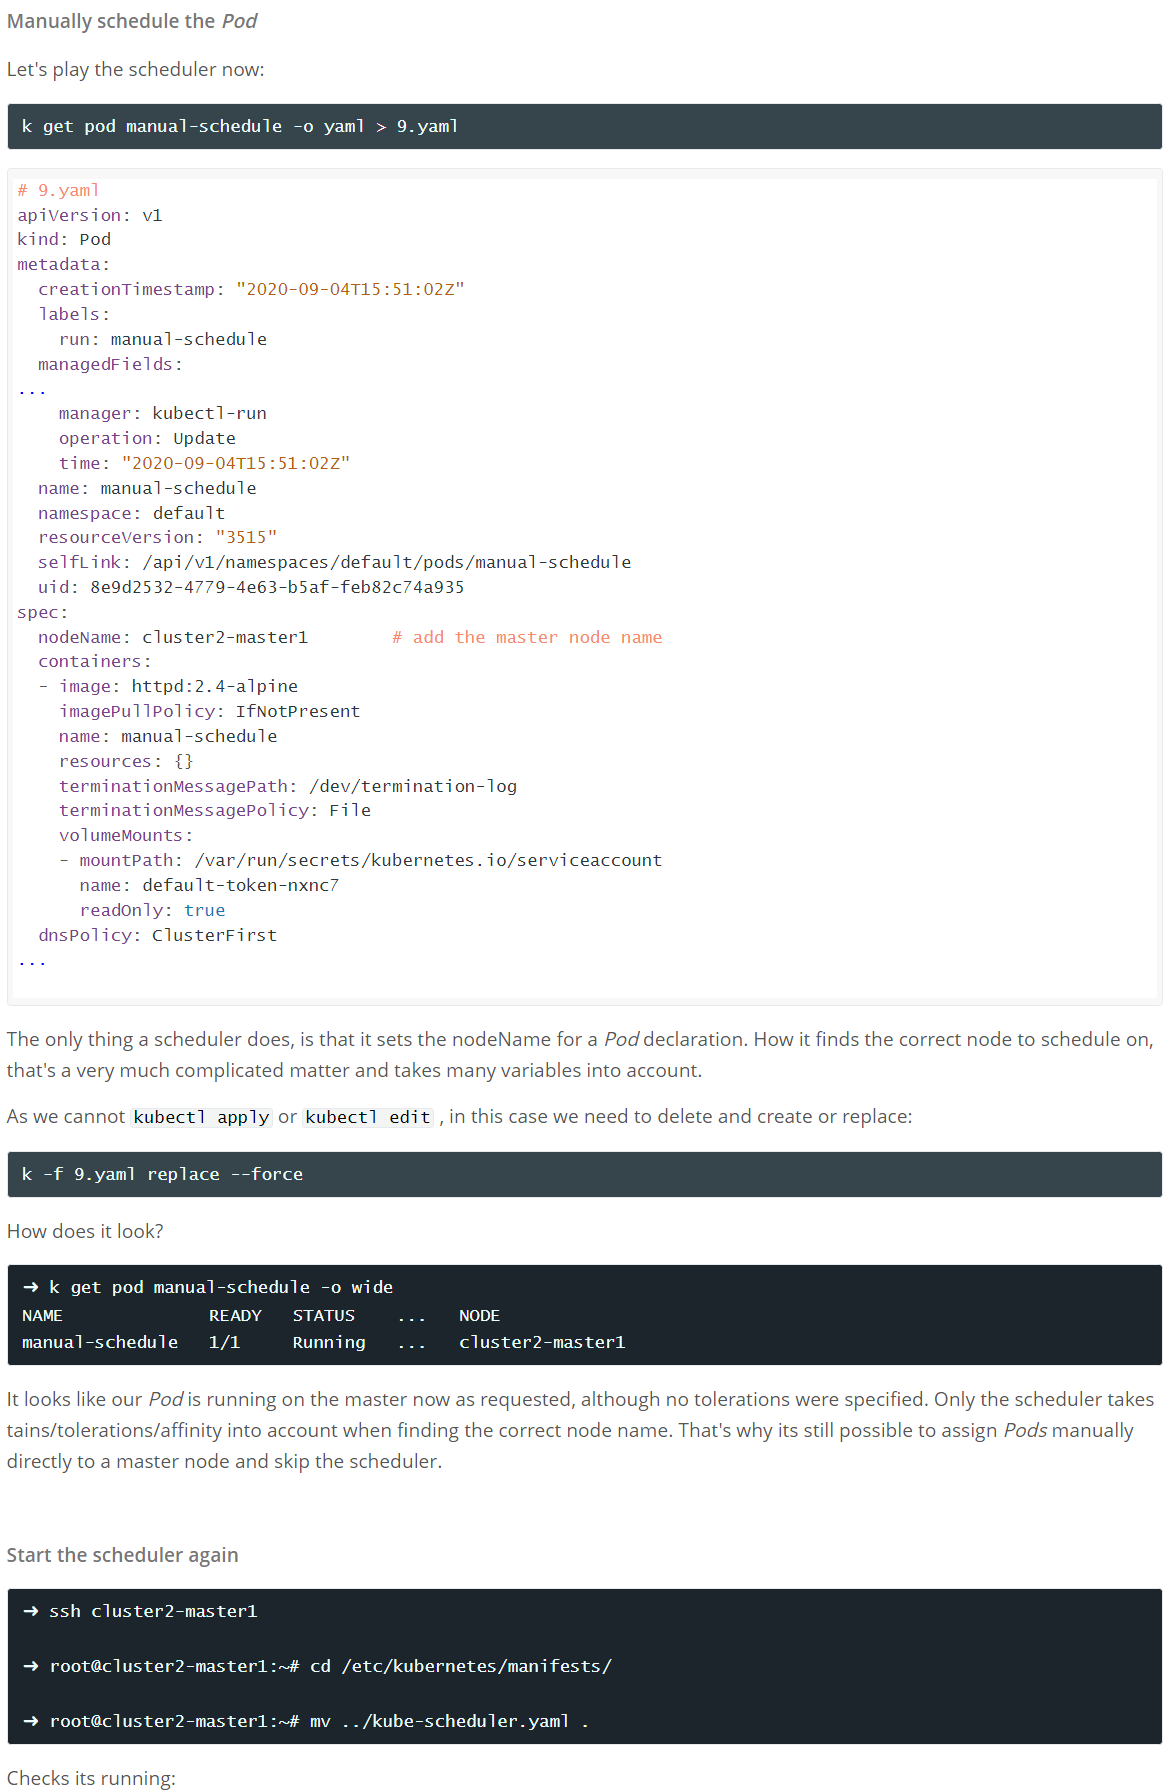 Manually schedule the Pod
Let's play the scheduler now:
k get pod manual-schedule -o yaml > 9.yaml
# 9.yaml
apiVersion: v1
kind: Pod
metadata:
  creationTimestamp: "2020-09-04T15:51:02Z"
  labels:
    run: manual-schedule
  managedFields:
...
    manager: kubectl-run
    operation: Update
    time: "2020-09-04T15:51:02Z"
  name: manual-schedule
  namespace: default
  resourceVersion: "3515"
  selfLink: /api/v1/namespaces/default/pods/manual-schedule
  uid: 8e9d2532-4779-4e63-b5af-feb82c74a935
spec:
  nodeName: cluster2-master1        # add the master node name
  containers:
  - image: httpd:2.4-alpine
    imagePullPolicy: IfNotPresent
    name: manual-schedule
    resources: {}
    terminationMessagePath: /dev/termination-log
    terminationMessagePolicy: File
    volumeMounts:
    - mountPath: /var/run/secrets/kubernetes.io/serviceaccount
      name: default-token-nxnc7
      readOnly: true
  dnsPolicy: ClusterFirst
...
The only thing a scheduler does, is that it sets the nodeName for a Pod declaration. How it finds the correct node to schedule on,
that's a very much complicated matter and takes many variables into account.
As we cannot kubectl apply or kubectl edit , in this case we need to delete and create or replace:
k -f 9.yaml replace --force
How does it look?
➜ k get pod manual-schedule -o wide
NAME              READY   STATUS    ...   NODE
manual-schedule   1/1     Running   ...   cluster2-master1
It looks like our Pod is running on the master now as requested, although no tolerations were specified. Only the scheduler takes
tains/tolerations/affinity into account when finding the correct node name. That's why its still possible to assign Pods manually
directly to a master node and skip the scheduler.
Start the scheduler again
➜ ssh cluster2-master1
➜ root@cluster2-master1:~# cd /etc/kubernetes/manifests/
➜ root@cluster2-master1:~# mv ../kube-scheduler.yaml .
Checks its running: